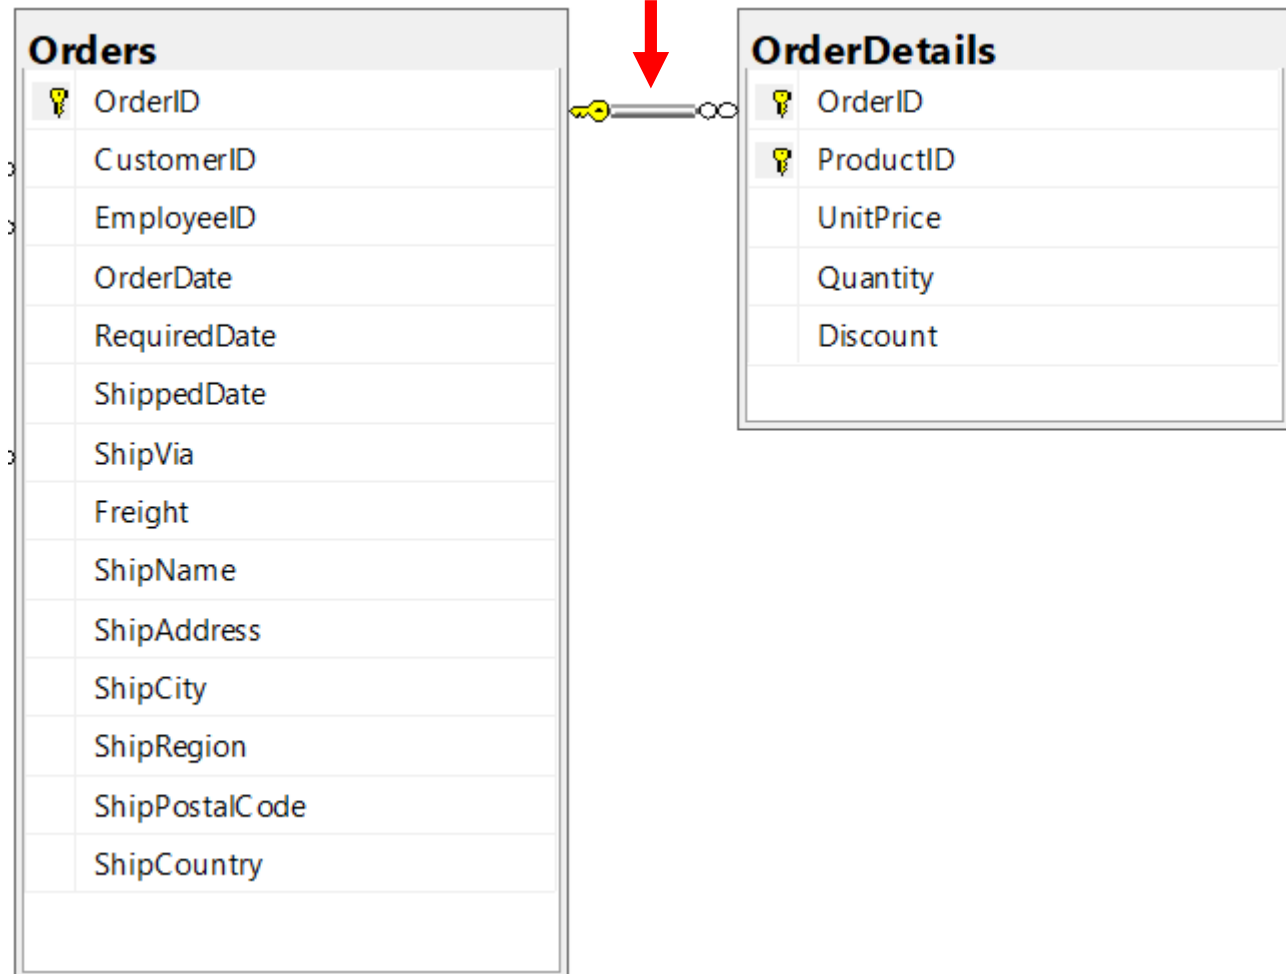 Orders
OrderID
CustomerID
EmployeeID
OrderDate
RequiredDate
ShippedDate
ShipVia
Freight
ShipName
ShipAddress
ShipCity
ShipRegion
ShipPostalCode
ShipCountry
OrderDetails
OrderID
ProductID
UnitPrice
Quantity
Discount